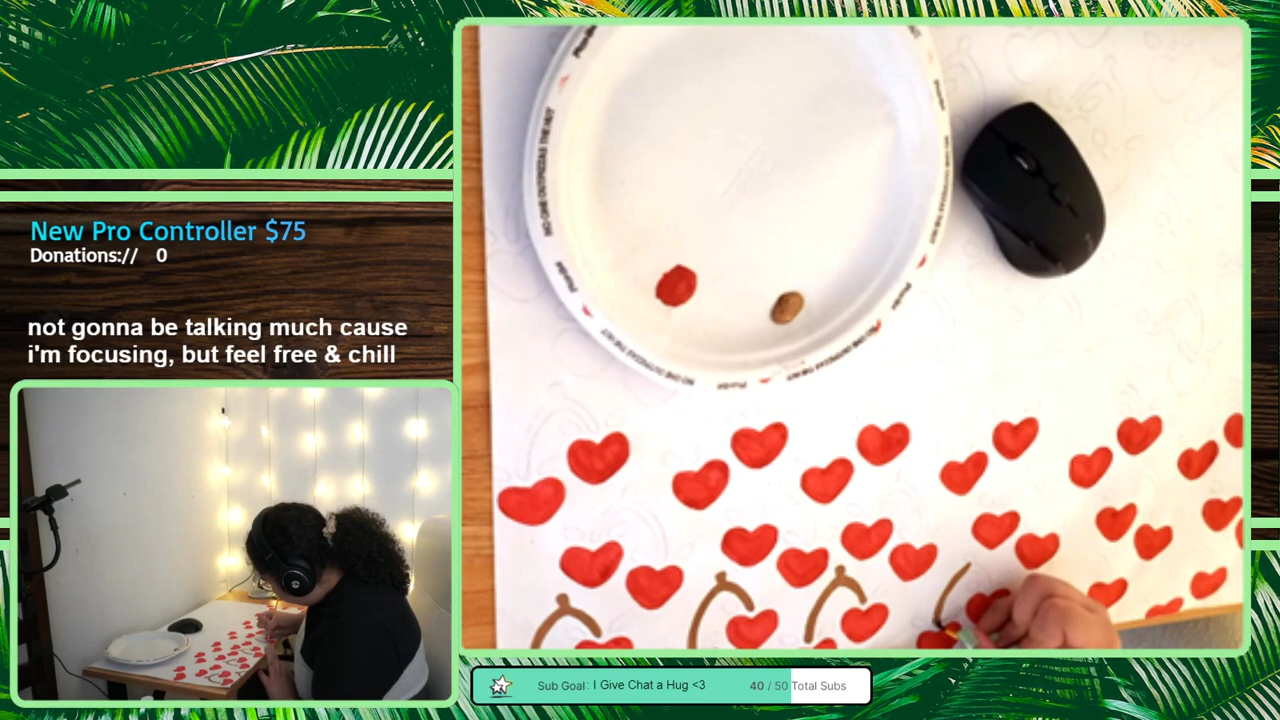 New Pro Controller $75
Donations:// 0
not gonna be talking much cause
i'm focusing, but feel free & chill
Sub Goal: I Give Chat a Hug <3 40 / 50 Total Subs